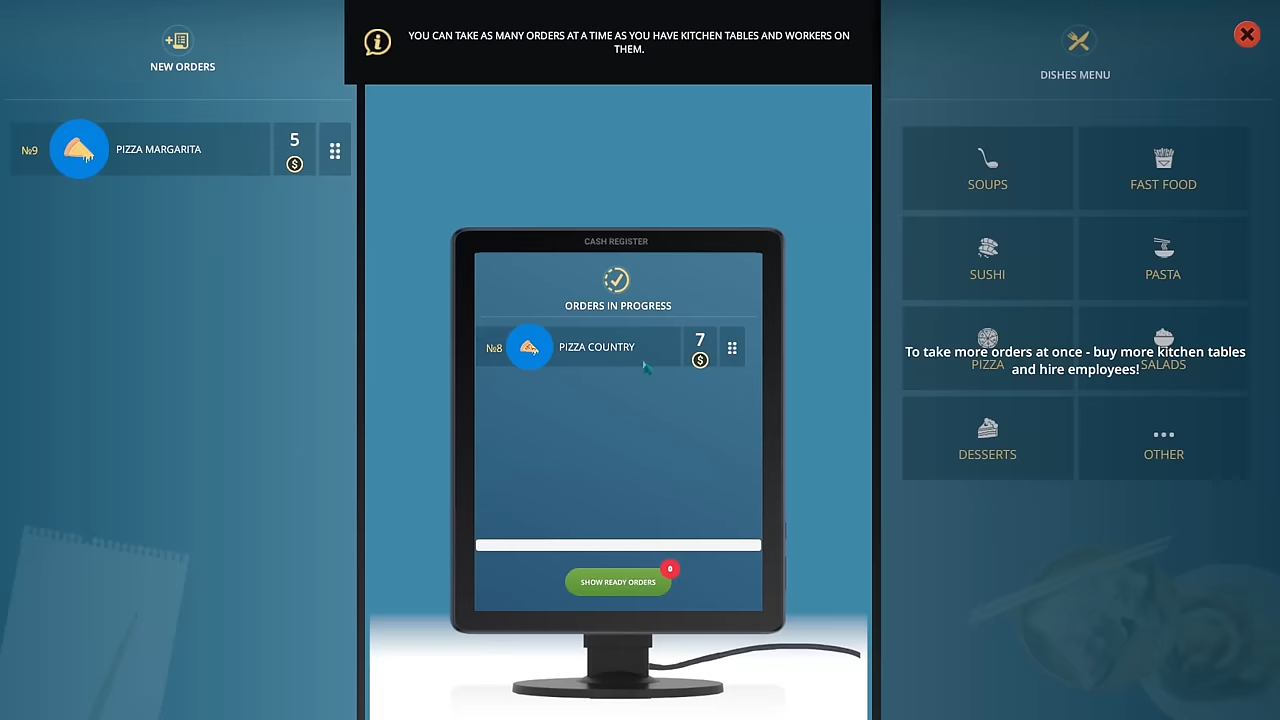 NEW ORDERS
№9
PIZZA MARGARITA
5
YOU CAN TAKE AS MANY ORDERS AT A TIME AS YOU HAVE KITCHEN TABLES AND WORKERS ON
THEM.
CASH REGISTER
ORDERS IN PROGRESS
№8
PIZZA COUNTRY
7
SHOW READY ORDERS
0
DISHES MENU
SOUPS
FAST FOOD
SUSHI
PASTA
To take more orders at once - buy more kitchen tables
and hire employees!
PIZZA
SALADS
DESSERTS
OTHER